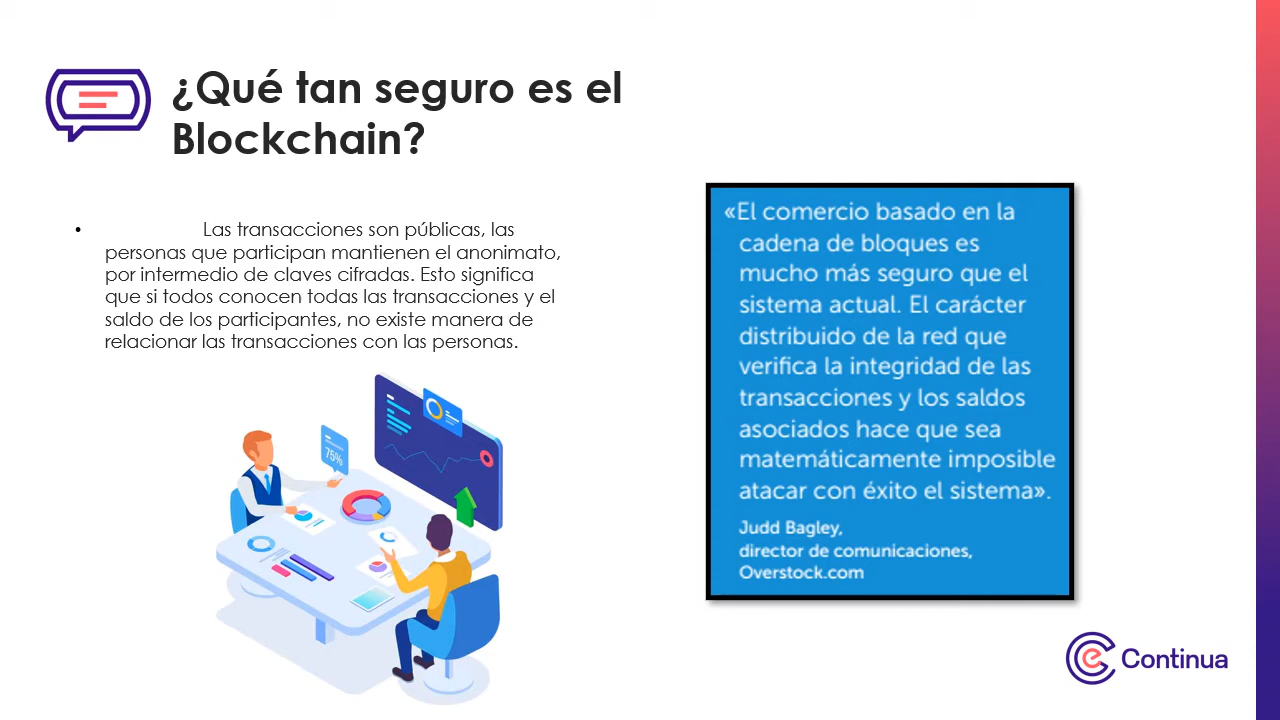 ¿Qué tan seguro es el
Blockchain?
• Las transacciones son públicas, las
personas que participan mantienen el anonimato,
por intermedio de claves cifradas. Esto significa
que si todos conocen todas las transacciones y el
saldo de los participantes, no existe manera de
relacionar las transacciones con las personas.
75%
«El comercio basado en la
cadena de bloques es
mucho más seguro que el
sistema actual. El carácter
distribuido de la red que
verifica la integridad de las
transacciones y los saldos
asociados hace que sea
matemáticamente imposible
atacar con éxito el sistema».
Judd Bagley,
director de comunicaciones,
Overstock.com
e Continua